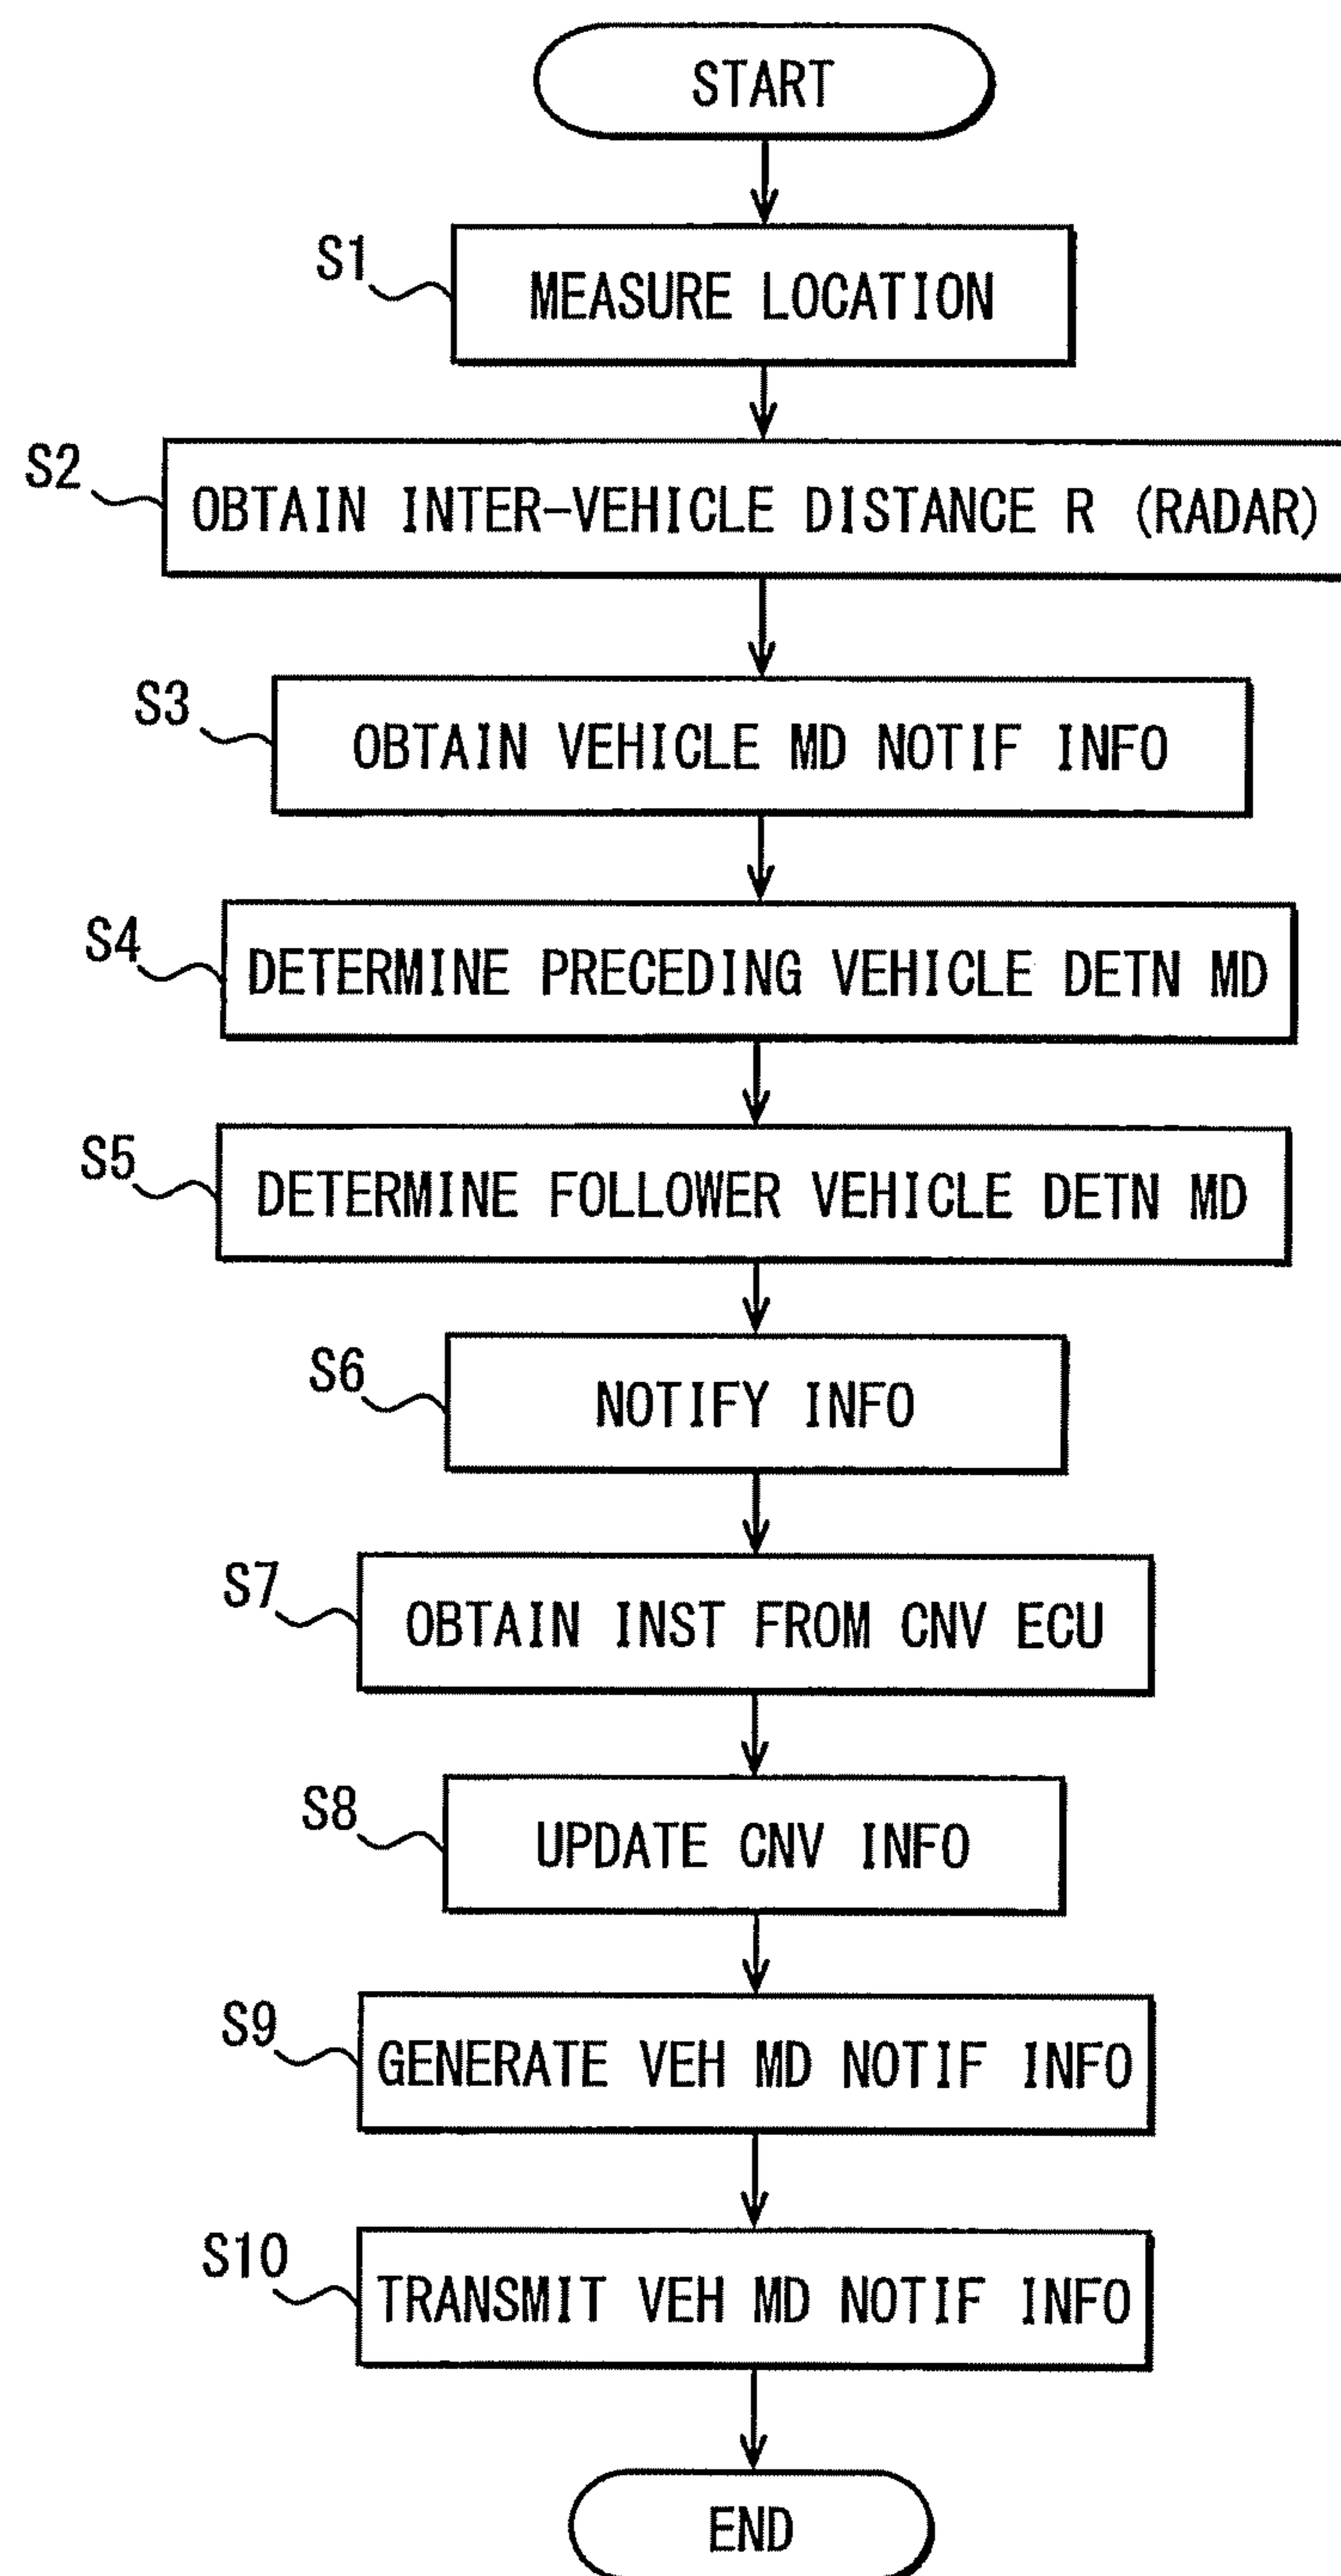 START
S1
MEASURE LOCATION
S2
OBTAIN INTER-VEHICLE DISTANCE R (RADAR)
S3
OBTAIN VEHICLE MD NOTIF INFO
S4
DETERMINE PRECEDING VEHICLE DETN MD
S5
DETERMINE FOLLOWER VEHICLE DETN MD
S6
NOTIFY INFO
S7
OBTAIN INST FROM CNV ECU
S8
UPDATE CNV INFO
S9
GENERATE VEH MD NOTIF INFO
S10
TRANSMIT VEH MD NOTIF INFO
END